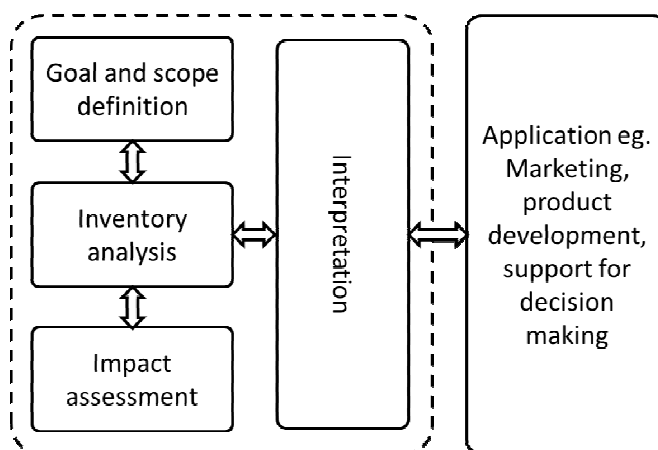 Goal and scope
definition
Inventory
analysis
Impact
assessment
Interpretation
Application eg.
Marketing,
product
development,
support for
decision
making